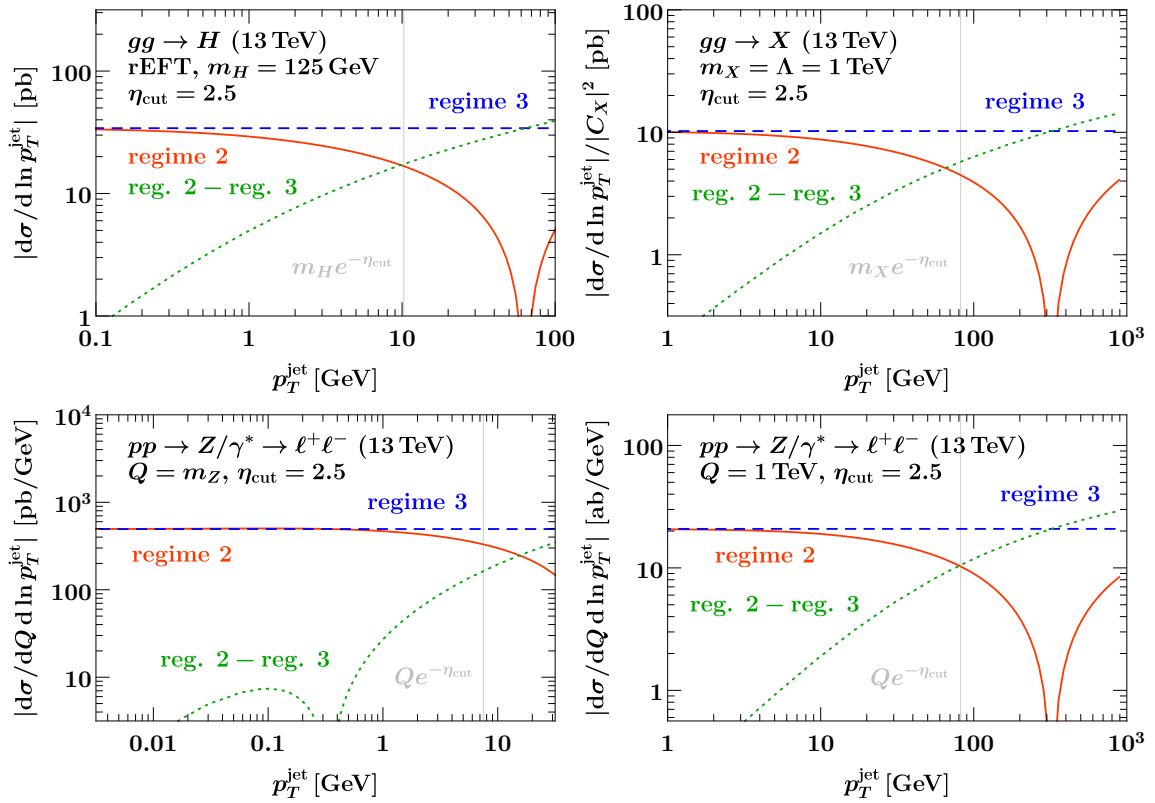 gg → H (13 TeV)
rEFT, m_H = 125 GeV
η_cut = 2.5
regime 3
regime 2
reg. 2 − reg. 3
m_H e^{−η_cut}
|dσ/d ln p_T^jet| [pb]
100
10
1
0.1
1
10
100
p_T^jet [GeV]
gg → X (13 TeV)
m_X = Λ = 1 TeV
η_cut = 2.5
regime 3
regime 2
reg. 2 − reg. 3
m_X e^{−η_cut}
|dσ/d ln p_T^jet|/|C_X|^2 [pb]
100
10
1
1
10
100
10^3
p_T^jet [GeV]
pp → Z/γ* → ℓ^+ℓ^− (13 TeV)
Q = m_Z, η_cut = 2.5
regime 3
regime 2
reg. 2 − reg. 3
Qe^{−η_cut}
|dσ/dQ d ln p_T^jet| [pb/GeV]
10^4
10^3
100
10
0.01
0.1
1
10
p_T^jet [GeV]
pp → Z/γ* → ℓ^+ℓ^− (13 TeV)
Q = 1 TeV, η_cut = 2.5
regime 3
regime 2
reg. 2 − reg. 3
Qe^{−η_cut}
|dσ/dQ d ln p_T^jet| [ab/GeV]
100
10
1
1
10
100
10^3
p_T^jet [GeV]